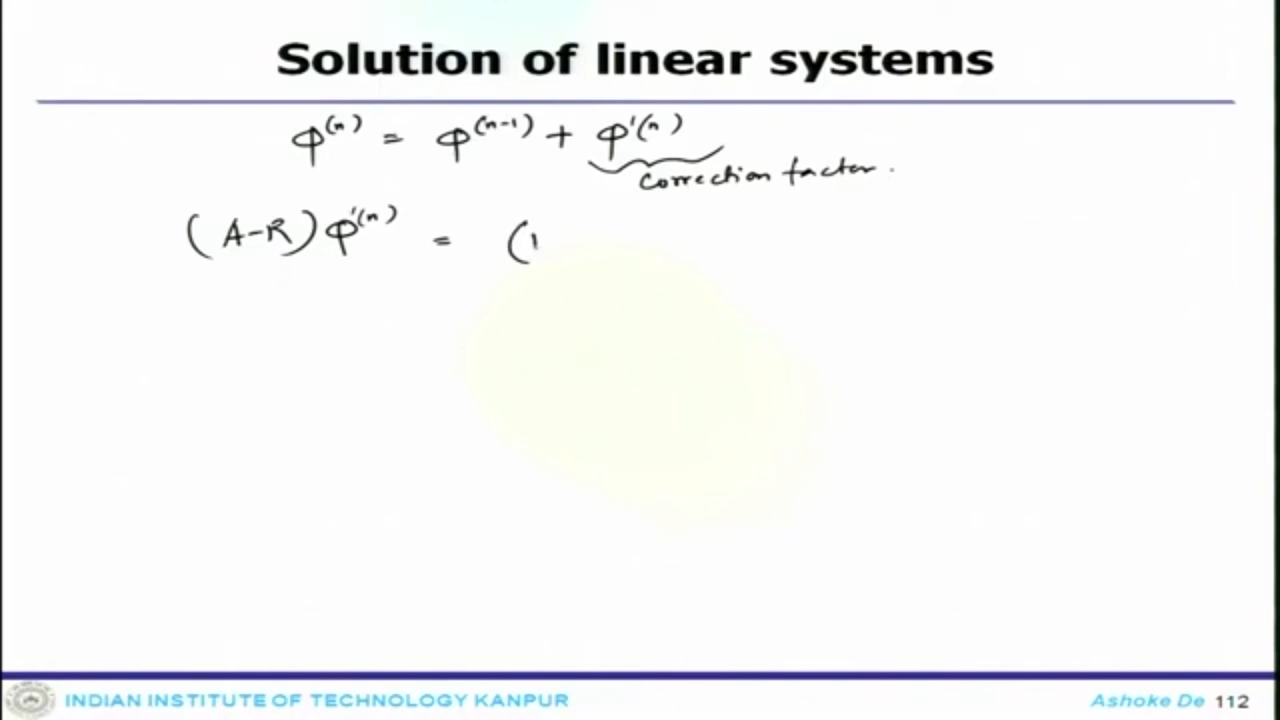 Solution of linear systems
φ^(n) = φ^(n-1) + φ'^(n)
correction factor.
(A-R) φ'^(n) = (
INDIAN INSTITUTE OF TECHNOLOGY KANPUR
Ashoke De 112